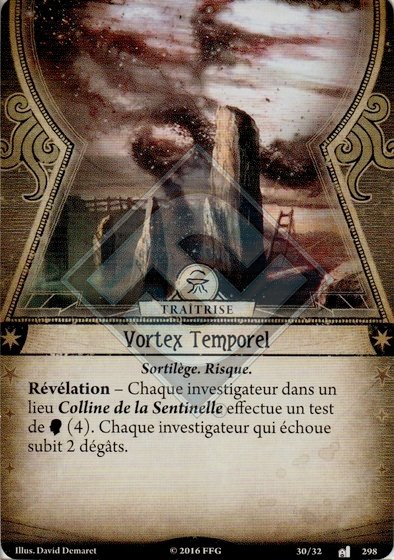 TRAÎTRISE
Vortex Temporel
Sortilège. Risque.
Révélation – Chaque investigateur dans un
lieu Colline de la Sentinelle effectue un test
de (4). Chaque investigateur qui échoue
subit 2 dégâts.
Illus. David Demaret © 2016 FFG 30/32 298